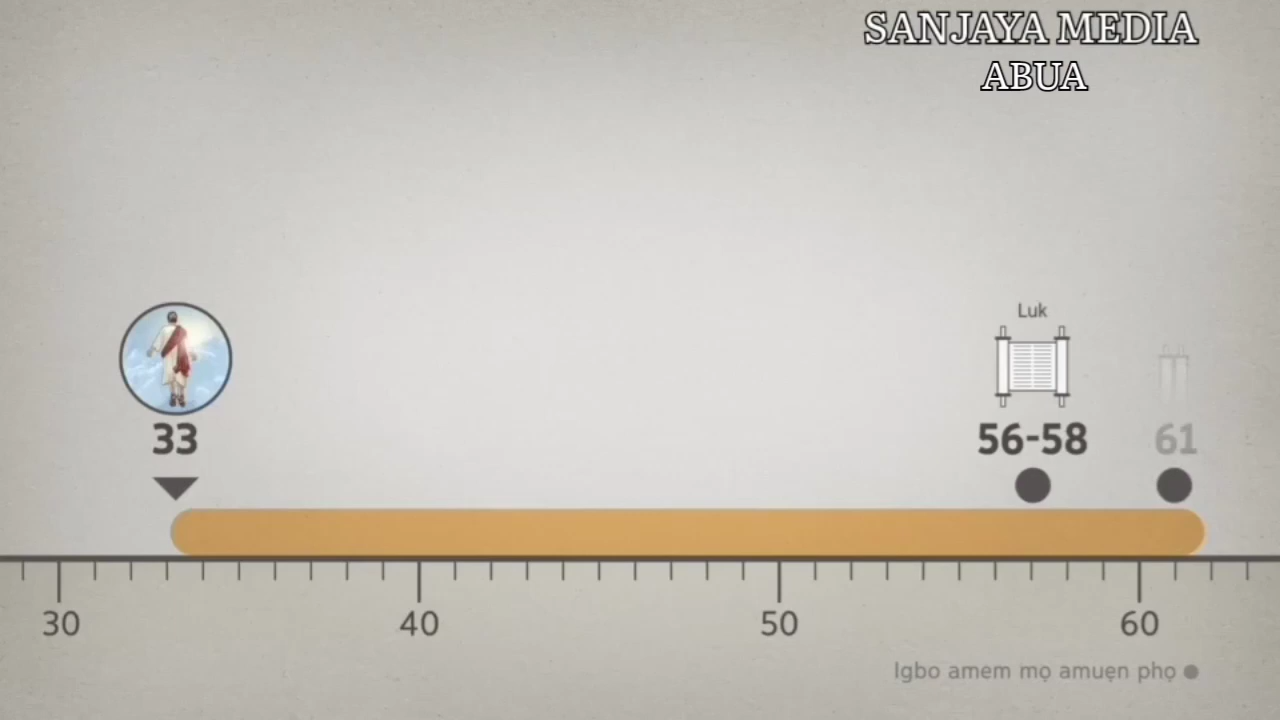 SANJAYA MEDIA
ABUA
Luk
33
56-58
61
30 40 50 60
Igbo amem mọ amuẹn phọ